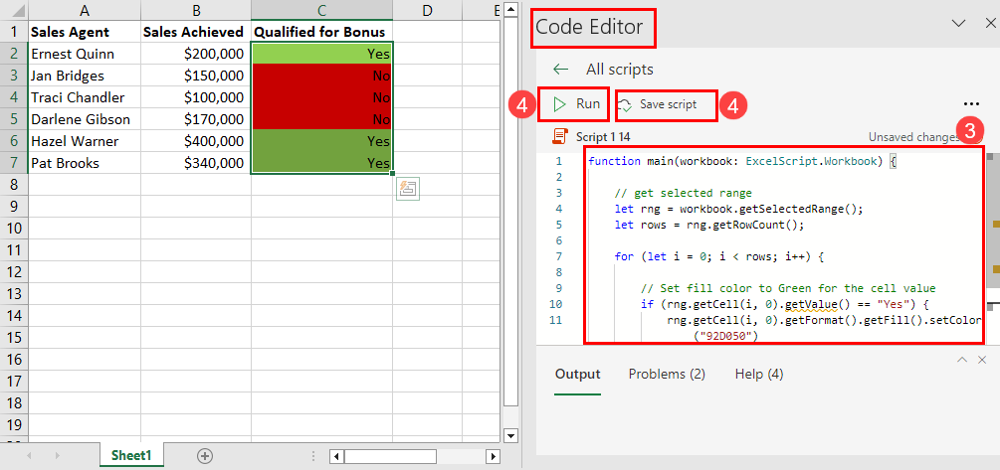 A B C D E
1 Sales Agent Sales Achieved Qualified for Bonus
2 Ernest Quinn $200,000 Yes
3 Jan Bridges $150,000 No
4 Traci Chandler $100,000 No
5 Darlene Gibson $170,000 No
6 Hazel Warner $400,000 Yes
7 Pat Brooks $340,000 Yes
8
9
10
11
12
13
14
15
16
17
18
19
Sheet1
Code Editor
All scripts
4 Run Save script 4
Script 1 14 Unsaved changes 3
1 function main(workbook: ExcelScript.Workbook) {
2
3 // get selected range
4 let rng = workbook.getSelectedRange();
5 let rows = rng.getRowCount();
6
7 for (let i = 0; i < rows; i++) {
8
9 // Set fill color to Green for the cell value
10 if (rng.getCell(i, 0).getValue() == "Yes") {
11 rng.getCell(i, 0).getFormat().getFill().setColor
("92D050")
Output Problems (2) Help (4)